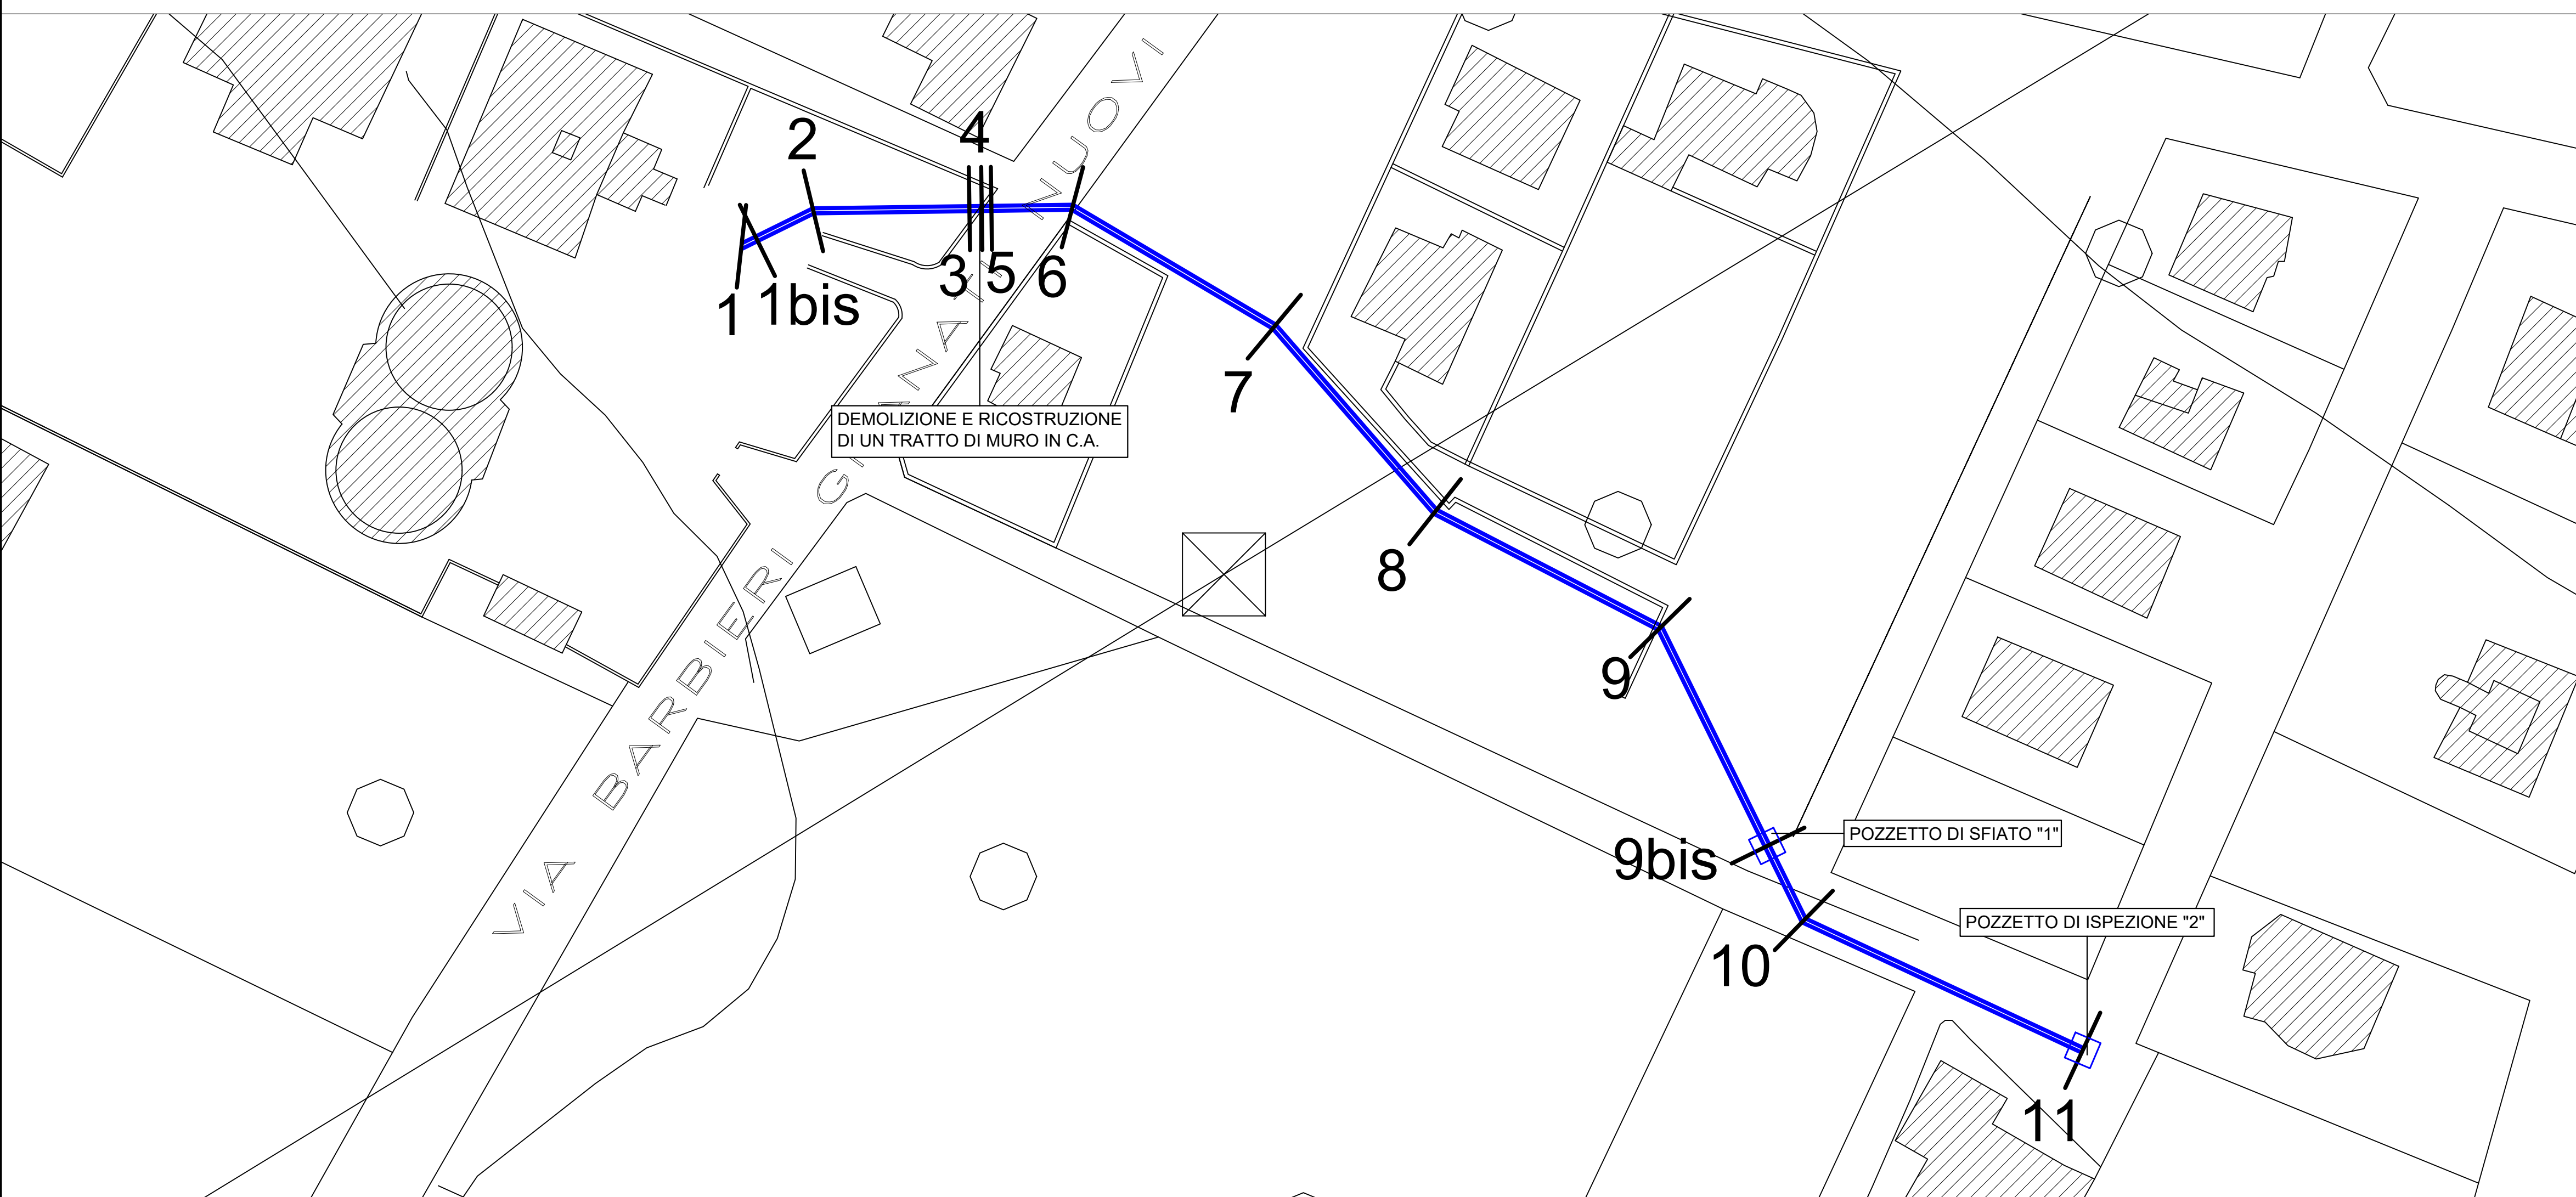 2
4
3
5
6
1
1bis
7
DEMOLIZIONE E RICOSTRUZIONE
DI UN TRATTO DI MURO IN C.A.
8
9
POZZETTO DI SFIATO "1"
9bis
POZZETTO DI ISPEZIONE "2"
10
11
VIA BARBIERI NUOVI